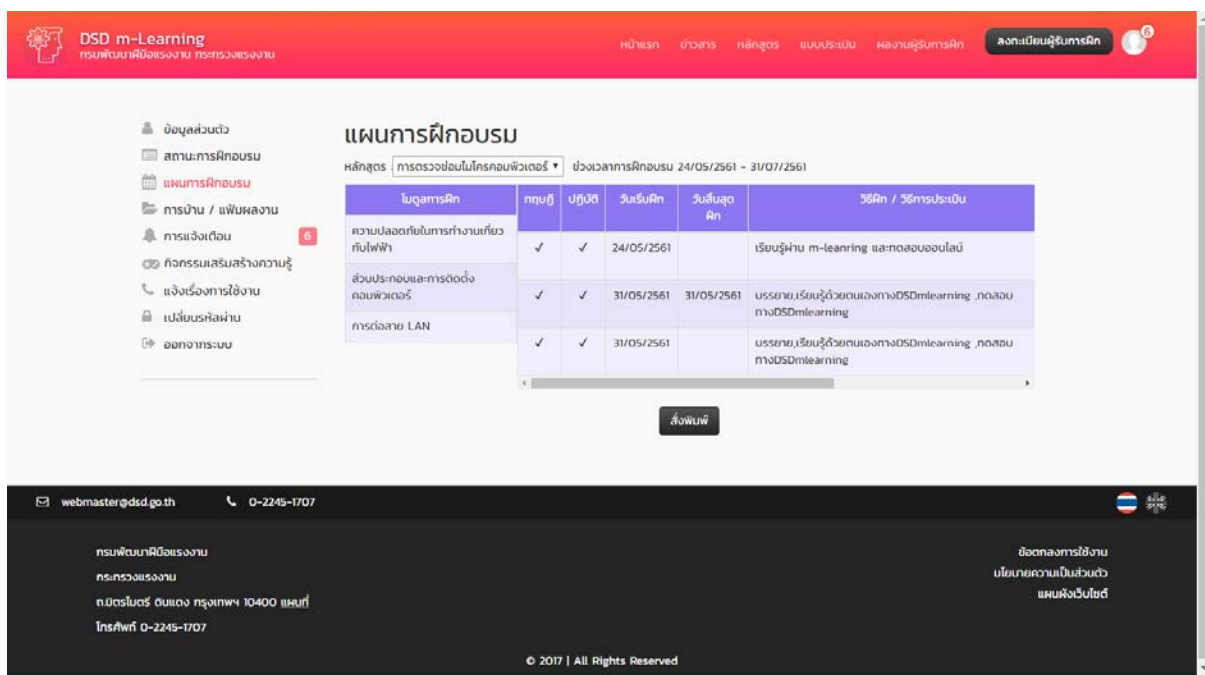 DSD m-Learning
กรมพัฒนาฝีมือแรงงาน กระทรวงแรงงาน
หน้าแรก ข่าวสาร หลักสูตร แบบประเมิน ผลงานผู้รับการฝึก ลงทะเบียนผู้รับการฝึก 6
ข้อมูลส่วนตัว
สถานะการฝึกอบรม
แผนการฝึกอบรม
การบ้าน / แฟ้มผลงาน
การแจ้งเตือน 6
กิจกรรมเสริมสร้างความรู้
แจ้งเรื่องการใช้งาน
เปลี่ยนรหัสผ่าน
ออกจากระบบ
แผนการฝึกอบรม
หลักสูตร : การตรวจซ่อมไมโครคอมพิวเตอร์ ช่วงเวลาการฝึกอบรม 24/05/2561 - 31/07/2561
โมดูลการฝึก ทฤษฎี ปฏิบัติ วันเริ่มฝึก วันสิ้นสุด วิธีฝึก / วิธีการประเมิน
ฝึก
ความปลอดภัยในการทำงานเกี่ยว
กับไฟฟ้า ✓ ✓ 24/05/2561 เรียนรู้ผ่าน m-leanring และทดสอบออนไลน์
ส่วนประกอบและการติดตั้ง
คอมพิวเตอร์ ✓ ✓ 31/05/2561 31/05/2561 บรรยาย,เรียนรู้ด้วยตนเองทางDSDmlearning ,ทดสอบ
ทางDSDmlearning
การต่อสาย LAN ✓ ✓ 31/05/2561 บรรยาย,เรียนรู้ด้วยตนเองทางDSDmlearning ,ทดสอบ
ทางDSDmlearning
สั่งพิมพ์
webmaster@dsd.go.th 0-2245-1707
กรมพัฒนาฝีมือแรงงาน
กระทรวงแรงงาน
ถ.มิตรไมตรี ดินแดง กรุงเทพฯ 10400 แผนที่
โทรศัพท์ 0-2245-1707
ข้อตกลงการใช้งาน
นโยบายความเป็นส่วนตัว
แผนผังเว็บไซต์
© 2017 | All Rights Reserved